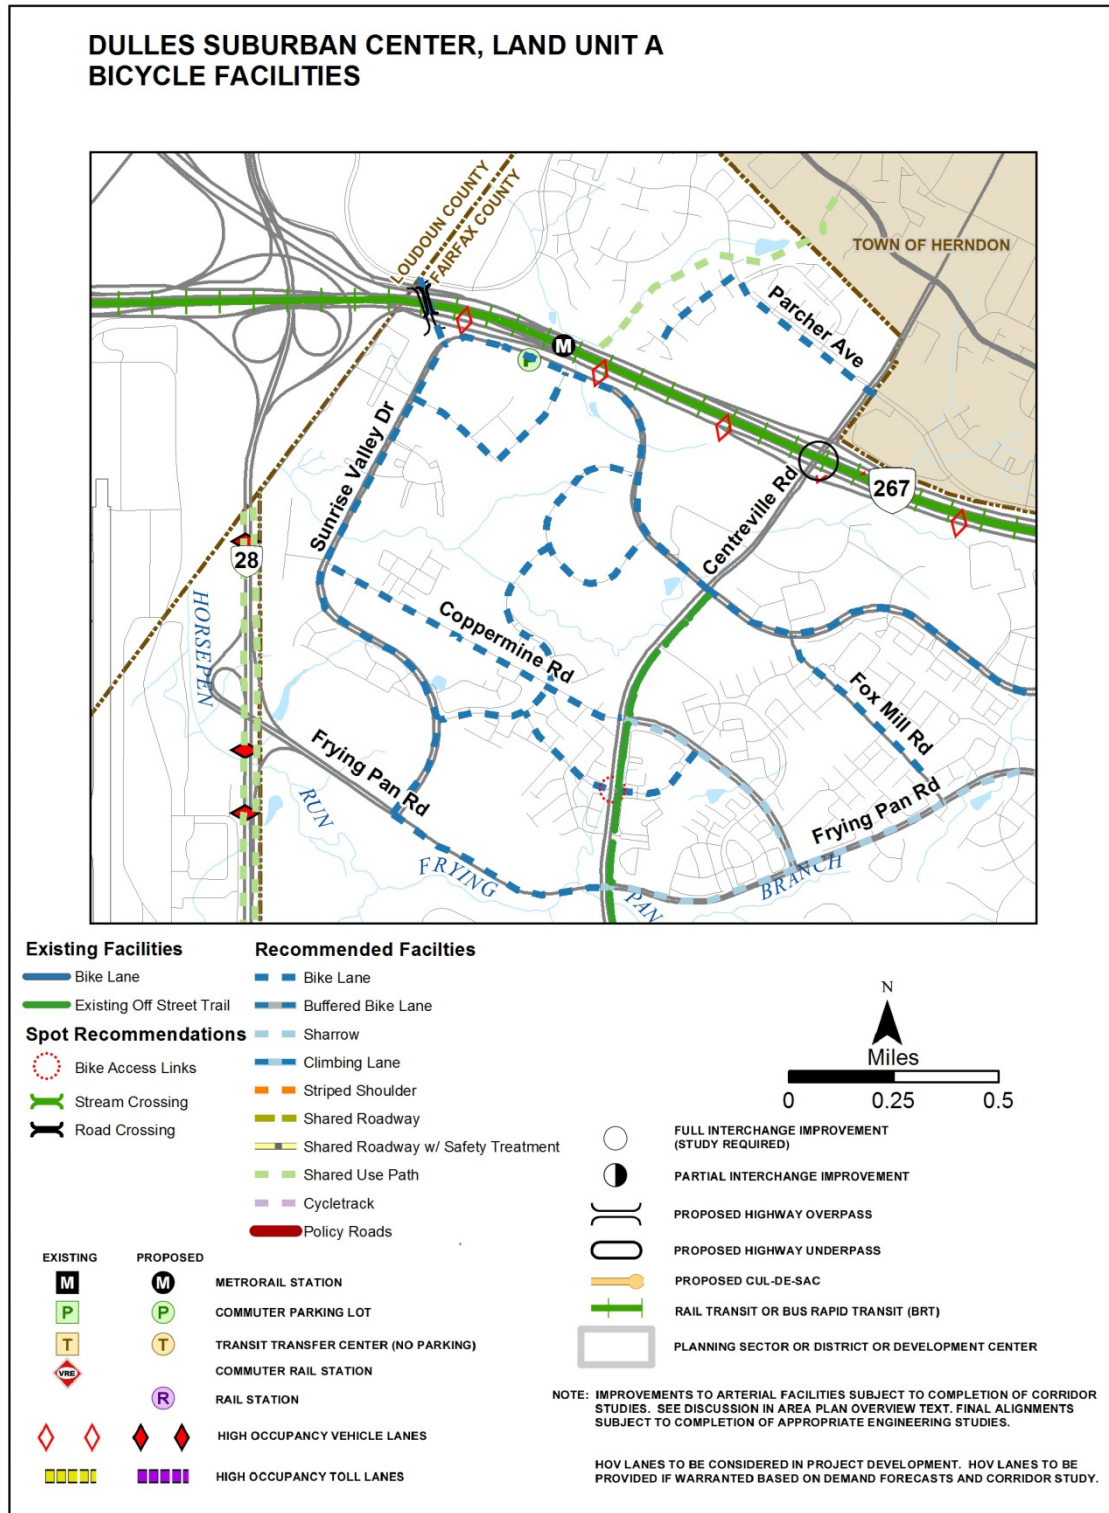 DULLES SUBURBAN CENTER, LAND UNIT A
BICYCLE FACILITIES
LOUDOUN COUNTY
FAIRFAX COUNTY
TOWN OF HERNDON
Parcher Ave
M
P
Sunrise Valley Dr
Centreville Rd
267
28
HORSEPEN
Coppermine Rd
Fox Mill Rd
Frying Pan Rd
Frying Pan Rd
RUN
FRYING
PAN
BRANCH
Existing Facilities
Bike Lane
Existing Off Street Trail
Spot Recommendations
Bike Access Links
Stream Crossing
Road Crossing
Recommended Facilties
Bike Lane
Buffered Bike Lane
Sharrow
Climbing Lane
Striped Shoulder
Shared Roadway
Shared Roadway w/ Safety Treatment
Shared Use Path
Cycletrack
Policy Roads
N
Miles
0 0.25 0.5
EXISTING PROPOSED
M M METRORAIL STATION
P P COMMUTER PARKING LOT
T T TRANSIT TRANSFER CENTER (NO PARKING)
VRE COMMUTER RAIL STATION
R RAIL STATION
HIGH OCCUPANCY VEHICLE LANES
HIGH OCCUPANCY TOLL LANES
FULL INTERCHANGE IMPROVEMENT
(STUDY REQUIRED)
PARTIAL INTERCHANGE IMPROVEMENT
PROPOSED HIGHWAY OVERPASS
PROPOSED HIGHWAY UNDERPASS
PROPOSED CUL-DE-SAC
RAIL TRANSIT OR BUS RAPID TRANSIT (BRT)
PLANNING SECTOR OR DISTRICT OR DEVELOPMENT CENTER
NOTE: IMPROVEMENTS TO ARTERIAL FACILITIES SUBJECT TO COMPLETION OF CORRIDOR
STUDIES. SEE DISCUSSION IN AREA PLAN OVERVIEW TEXT. FINAL ALIGNMENTS
SUBJECT TO COMPLETION OF APPROPRIATE ENGINEERING STUDIES.
HOV LANES TO BE CONSIDERED IN PROJECT DEVELOPMENT. HOV LANES TO BE
PROVIDED IF WARRANTED BASED ON DEMAND FORECASTS AND CORRIDOR STUDY.